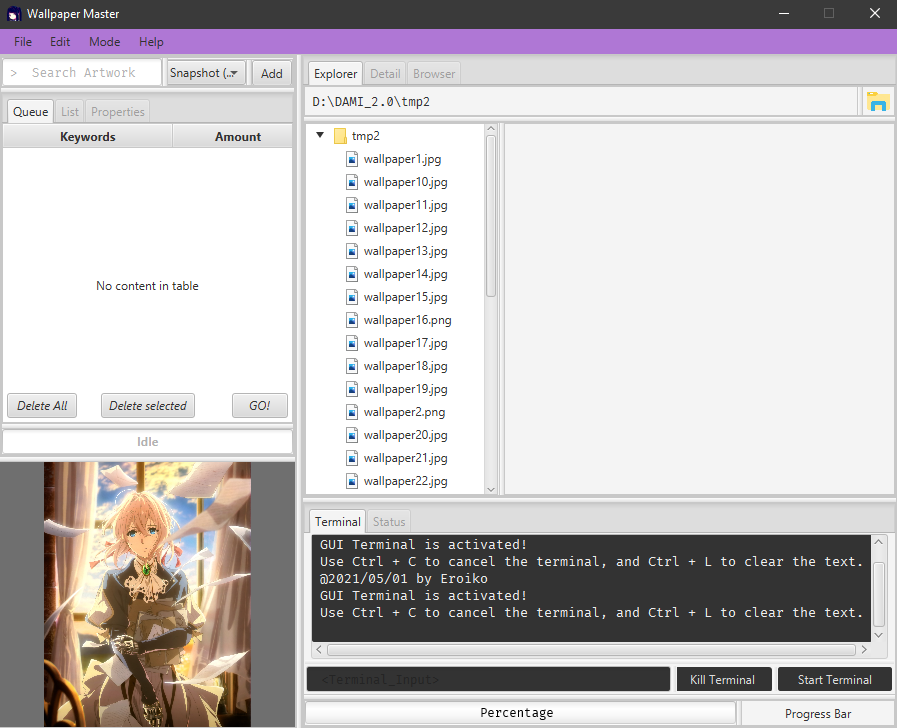 Wallpaper Master
File Edit Mode Help
> Search Artwork Snapshot (.. Add
Queue List Properties
Keywords Amount
No content in table
Delete All Delete selected GO!
Idle
Explorer Detail Browser
D:\DAMI_2.0\tmp2
tmp2
wallpaper1.jpg
wallpaper10.jpg
wallpaper11.jpg
wallpaper12.jpg
wallpaper13.jpg
wallpaper14.jpg
wallpaper15.jpg
wallpaper16.png
wallpaper17.jpg
wallpaper18.jpg
wallpaper19.jpg
wallpaper2.png
wallpaper20.jpg
wallpaper21.jpg
wallpaper22.jpg
Terminal Status
GUI Terminal is activated!
Use Ctrl + C to cancel the terminal, and Ctrl + L to clear the text.
@2021/05/01 by Eroiko
GUI Terminal is activated!
Use Ctrl + C to cancel the terminal, and Ctrl + L to clear the text.
<Terminal_Input> Kill Terminal Start Terminal
Percentage Progress Bar